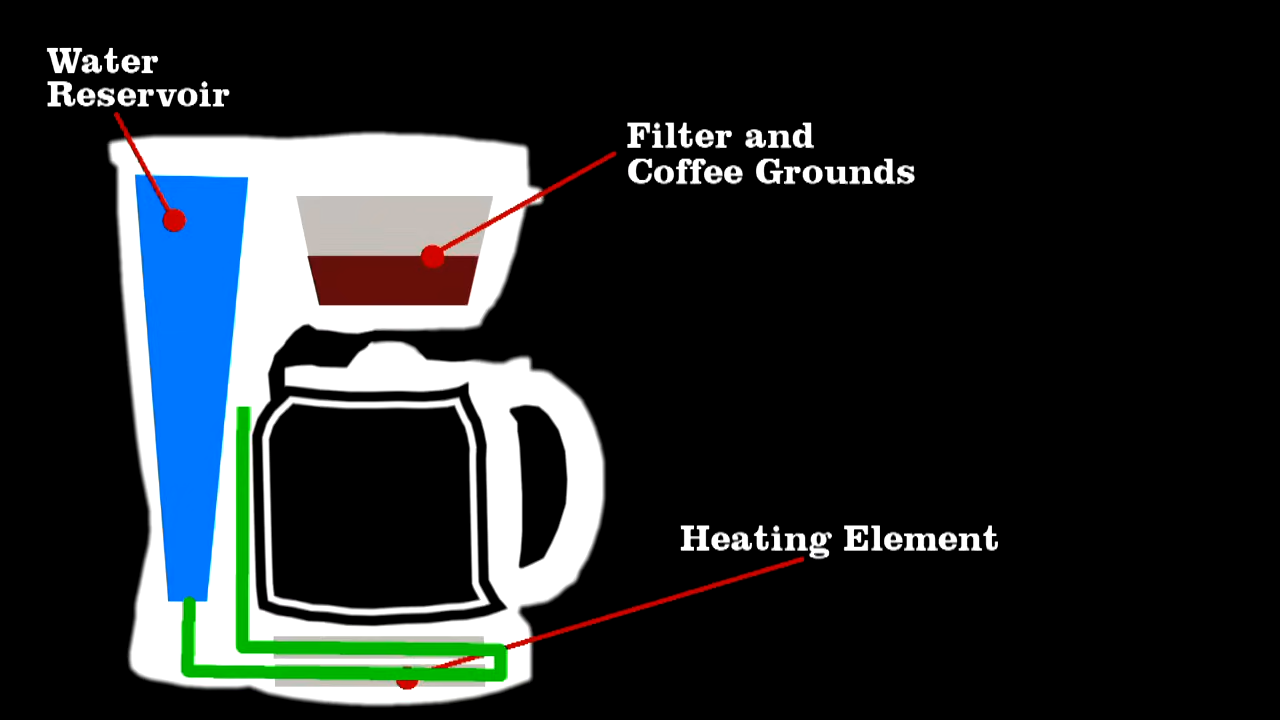 Water
Reservoir
Filter and
Coffee Grounds
Heating Element